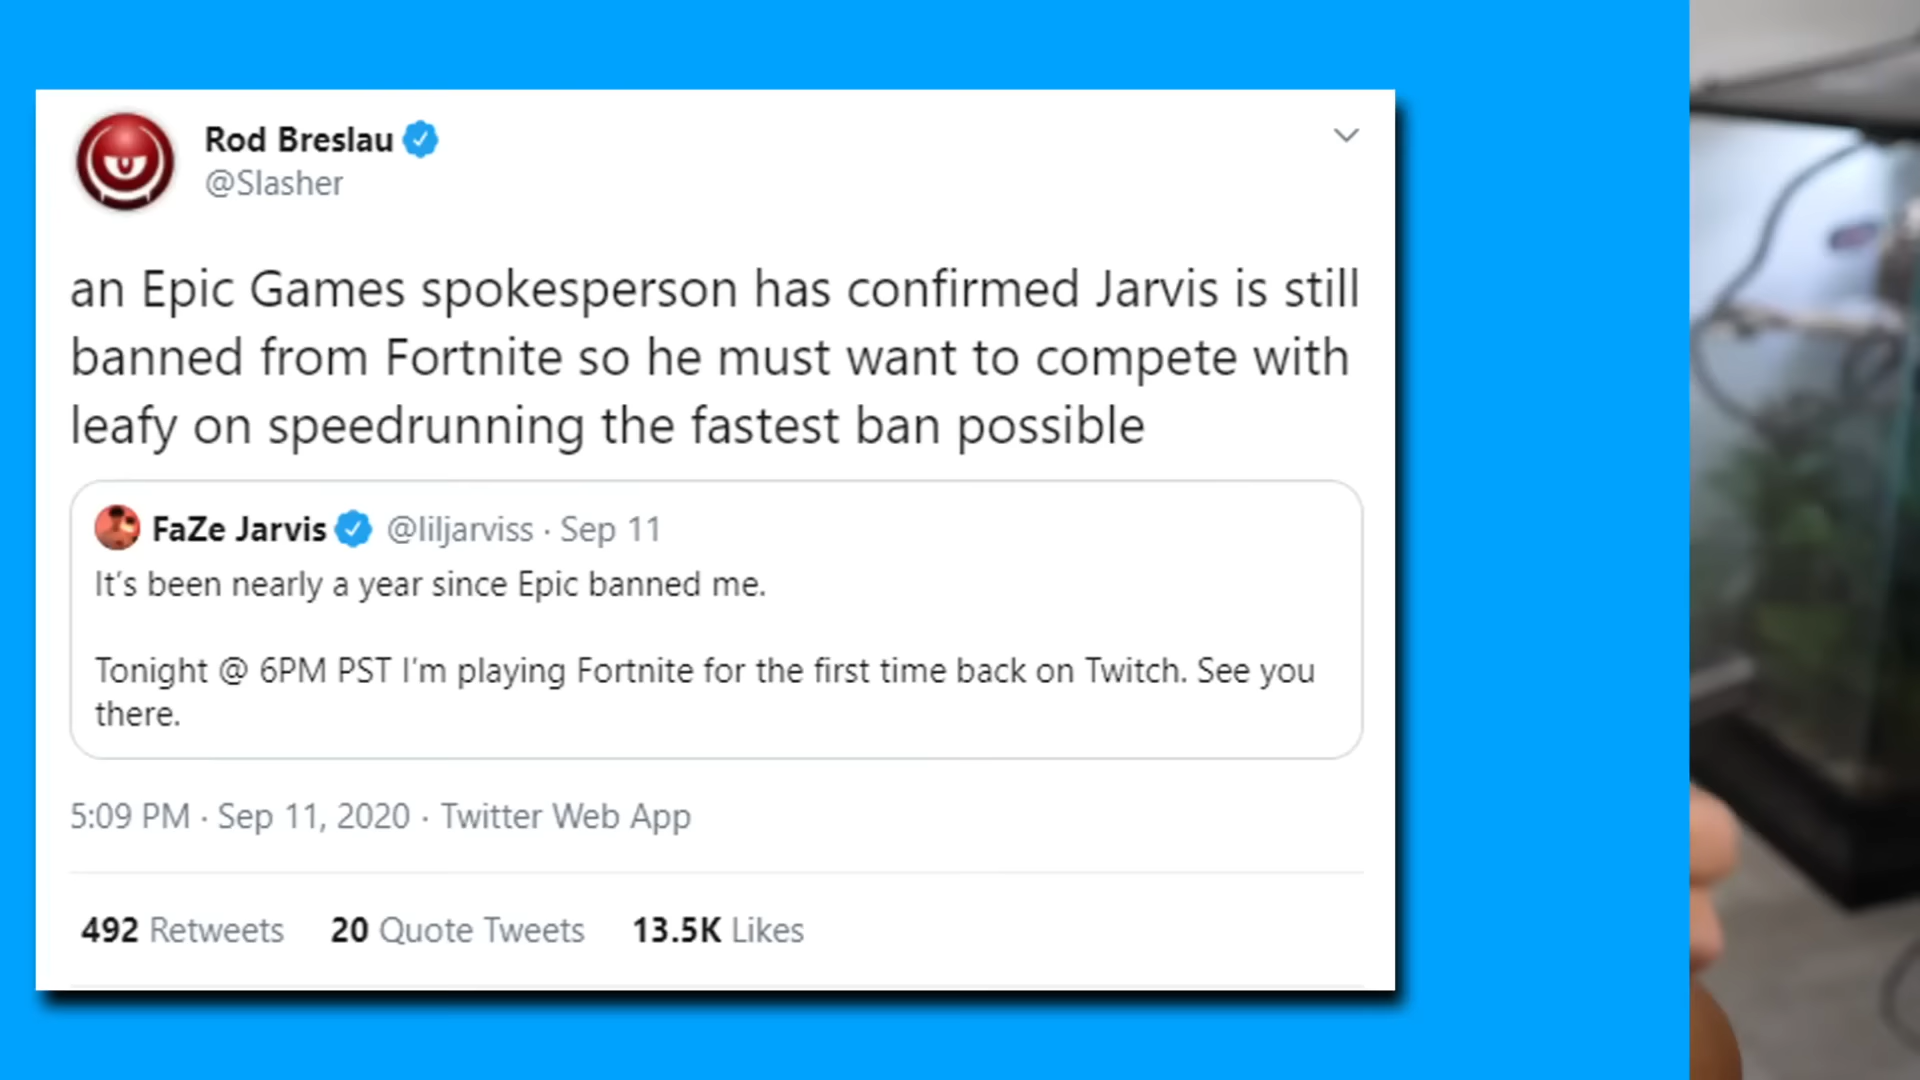 Rod Breslau
@Slasher
an Epic Games spokesperson has confirmed Jarvis is still
banned from Fortnite so he must want to compete with
leafy on speedrunning the fastest ban possible
FaZe Jarvis @liljarviss · Sep 11
It's been nearly a year since Epic banned me.
Tonight @ 6PM PST I'm playing Fortnite for the first time back on Twitch. See you
there.
5:09 PM · Sep 11, 2020 · Twitter Web App
492 Retweets 20 Quote Tweets 13.5K Likes